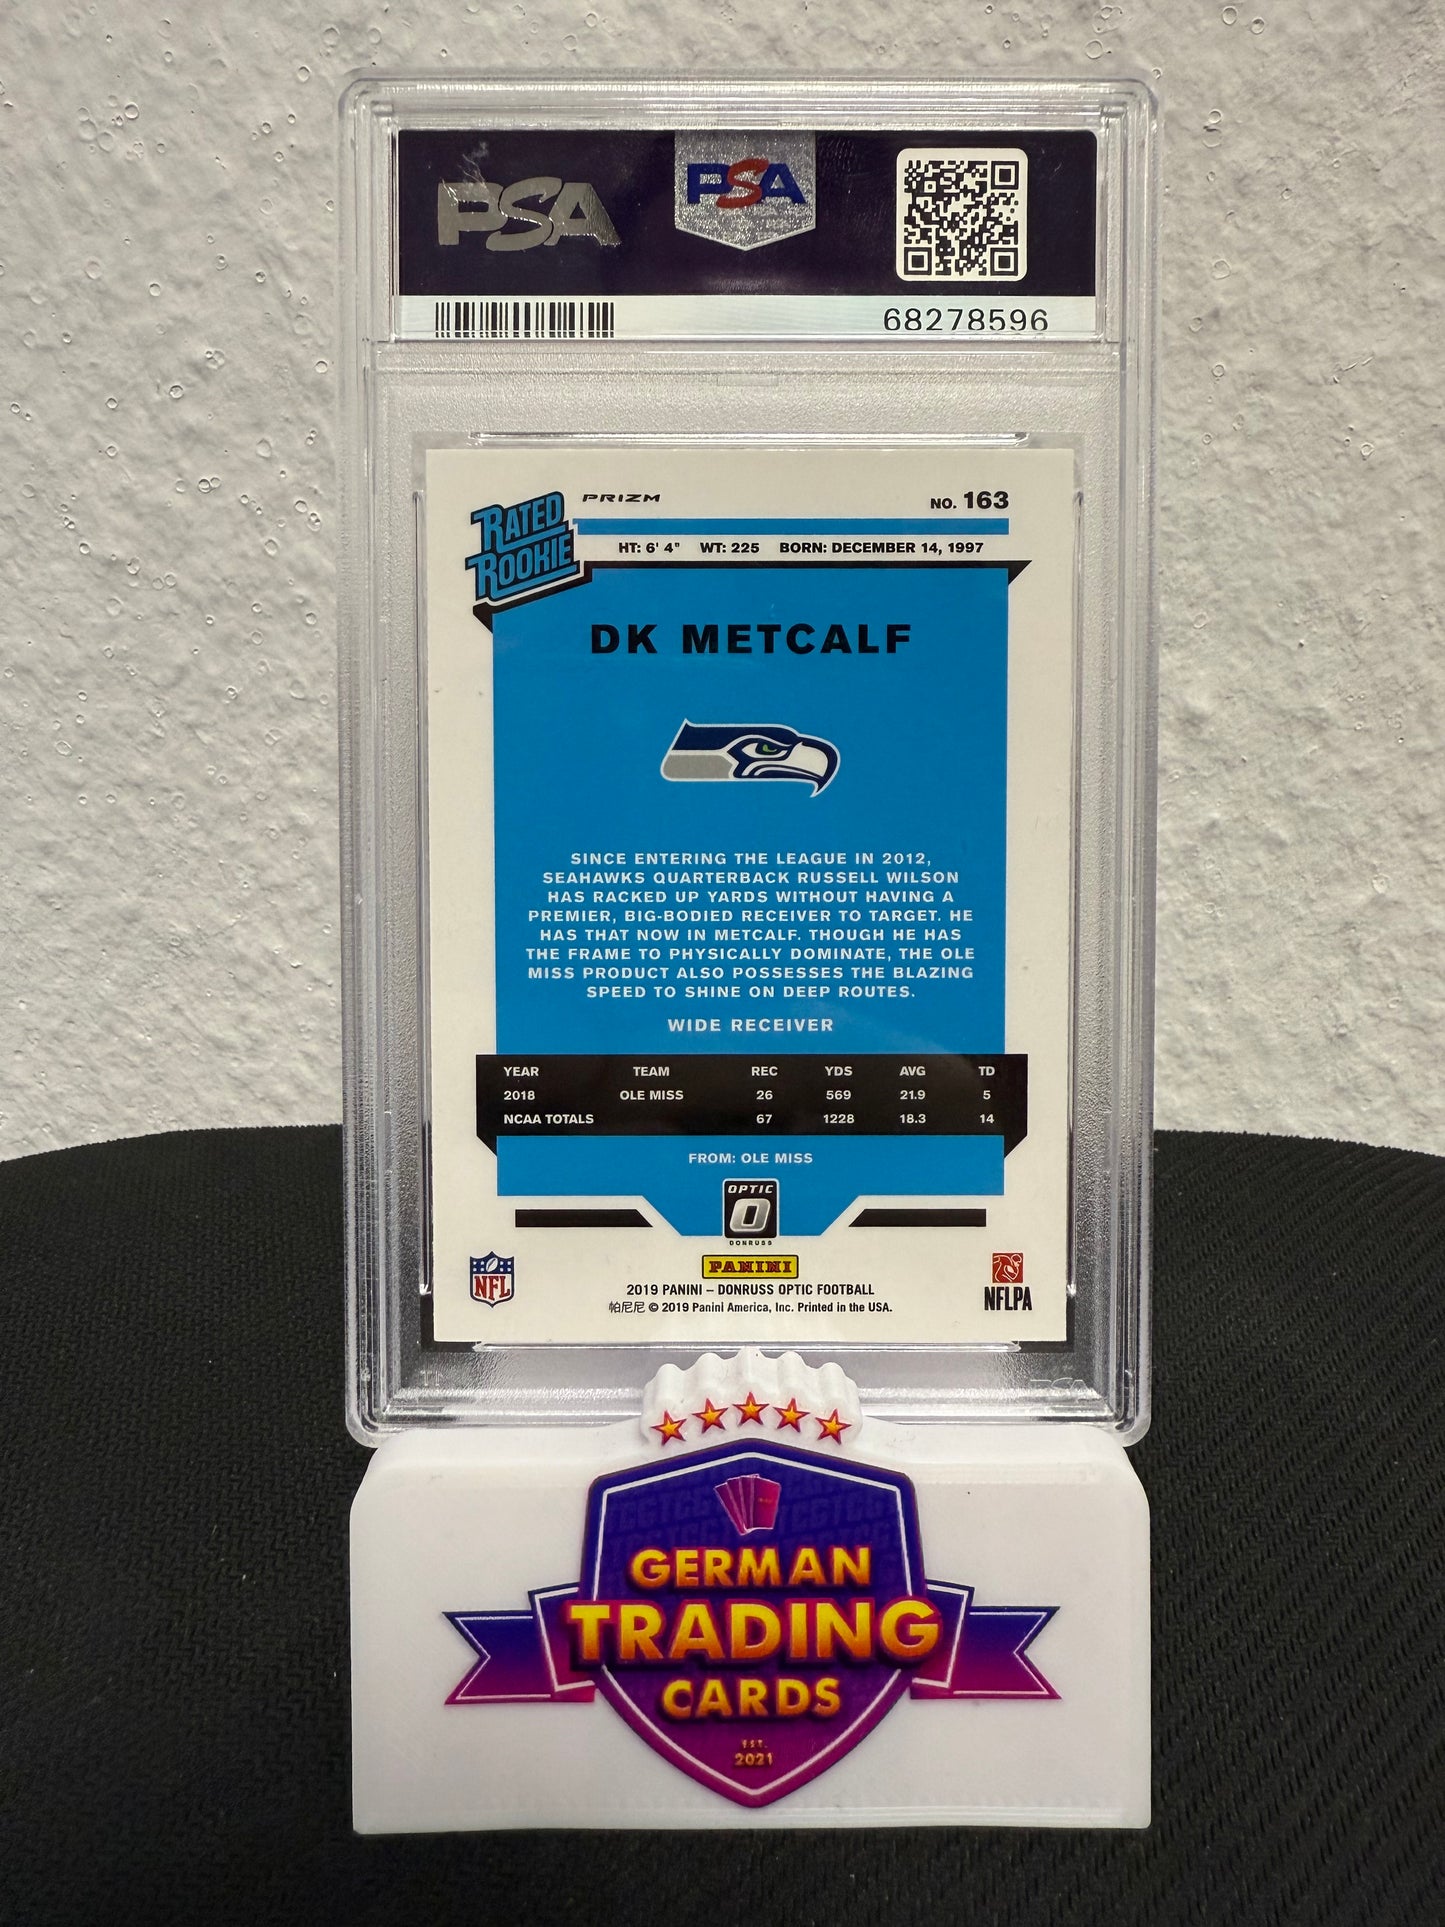 PSA
PSA
68278596
RATED
ROOKIE
PRIZM
NO. 163
HT: 6' 4" WT: 225 BORN: DECEMBER 14, 1997
DK METCALF
SINCE ENTERING THE LEAGUE IN 2012,
SEAHAWKS QUARTERBACK RUSSELL WILSON
HAS RACKED UP YARDS WITHOUT HAVING A
PREMIER, BIG-BODIED RECEIVER TO TARGET. HE
HAS THAT NOW IN METCALF. THOUGH HE HAS
THE FRAME TO PHYSICALLY DOMINATE, THE OLE
MISS PRODUCT ALSO POSSESSES THE BLAZING
SPEED TO SHINE ON DEEP ROUTES.
WIDE RECEIVER
YEAR TEAM REC YDS AVG TD
2018 OLE MISS 26 569 21.9 5
NCAA TOTALS 67 1228 18.3 14
FROM: OLE MISS
OPTIC
O
DONRUSS
PANINI
NFL
NFLPA
2019 PANINI – DONRUSS OPTIC FOOTBALL
帕尼尼 © 2019 Panini America, Inc. Printed in the USA.
PSA
GERMAN
TRADING
CARDS
EST.
2021